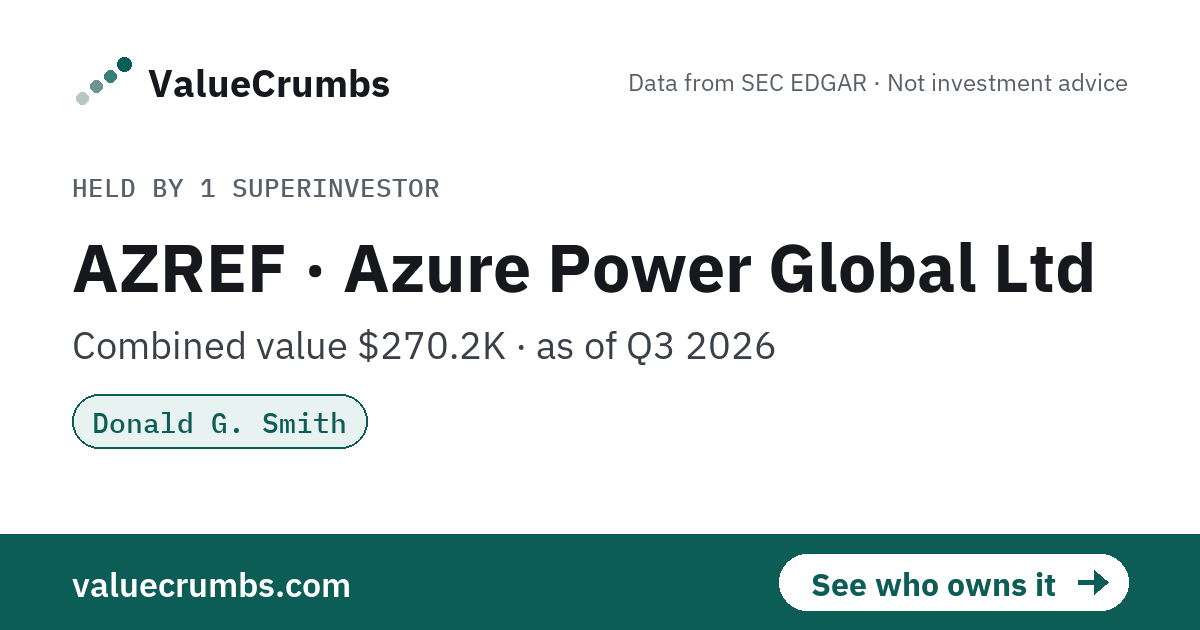 ValueCrumbs
Data from SEC EDGAR · Not investment advice
HELD BY 1 SUPERINVESTOR
AZREF · Azure Power Global Ltd
Combined value $270.2K · as of Q3 2026
Donald G. Smith
valuecrumbs.com
See who owns it →